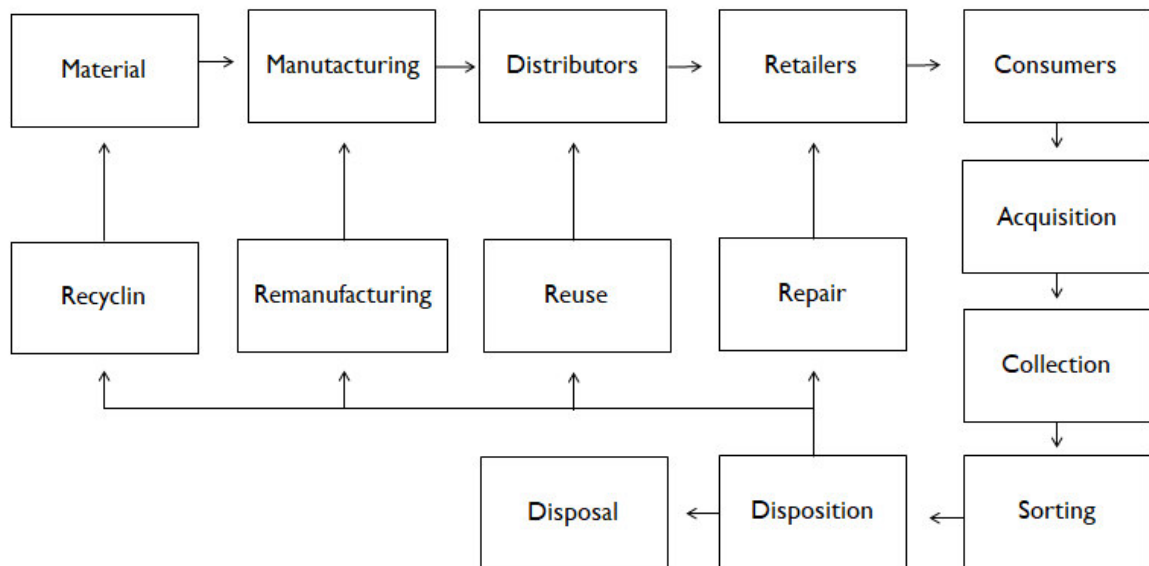 Material
Manutacturing
Distributors
Retailers
Consumers
Acquisition
Recyclin
Remanufacturing
Reuse
Repair
Collection
Disposal
Disposition
Sorting